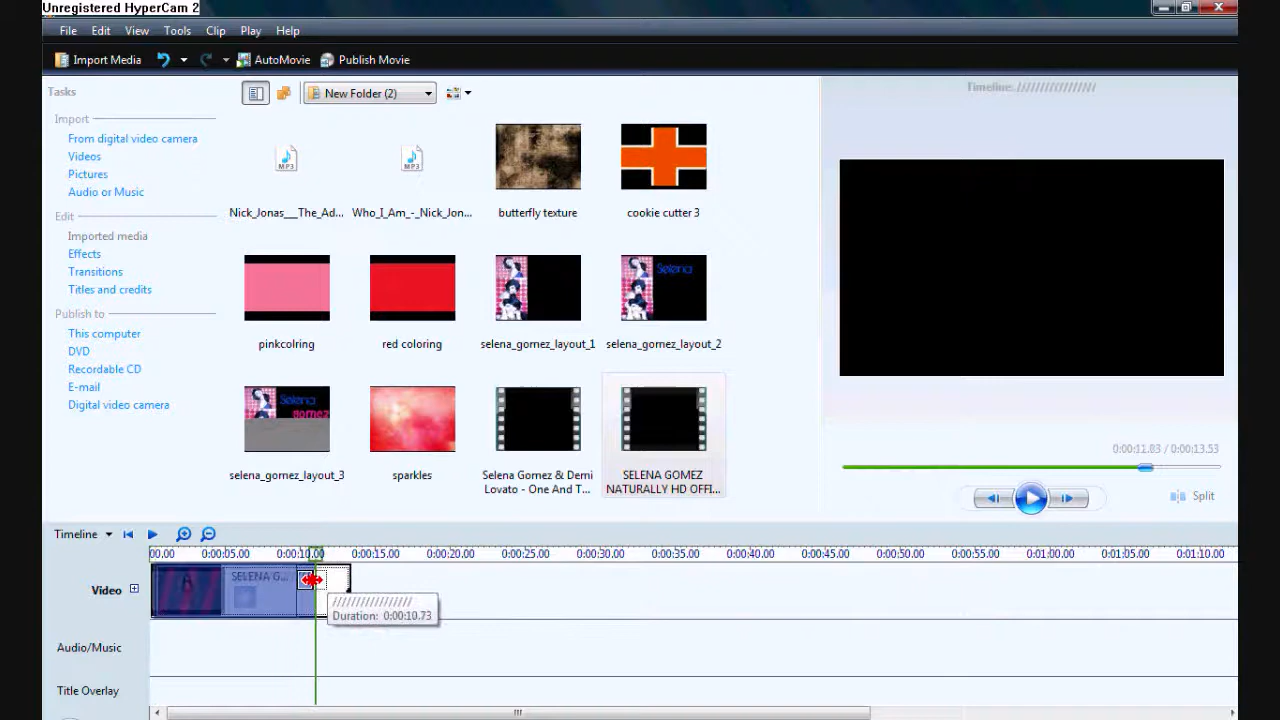 Unregistered HyperCam 2
File Edit View Tools Clip Play Help
Import Media AutoMovie Publish Movie
Tasks
Import
From digital video camera
Videos
Pictures
Audio or Music
Edit
Imported media
Effects
Transitions
Titles and credits
Publish to
This computer
DVD
Recordable CD
E-mail
Digital video camera
New Folder (2)
MP3 MP3
Nick_Jonas___The_Ad... Who_I_Am_-_Nick_Jon... butterfly texture cookie cutter 3
Selena
pinkcolring red coloring selena_gomez_layout_1 selena_gomez_layout_2
Selena
gomez
selena_gomez_layout_3 sparkles Selena Gomez & Demi
Lovato - One And T...
SELENA GOMEZ
NATURALLY HD OFFI...
Timeline: /////////////////
0:00:11.03 / 0:00:13.53
Split
Timeline
00.00 0:00:05.00 0:00:10.00 0:00:15.00 0:00:20.00 0:00:25.00 0:00:30.00 0:00:35.00 0:00:40.00 0:00:45.00 0:00:50.00 0:00:55.00 0:01:00.00 0:01:05.00 0:01:10.00
Video
SELENA G...
/////////////////
Duration: 0:00:10.73
Audio/Music
Title Overlay